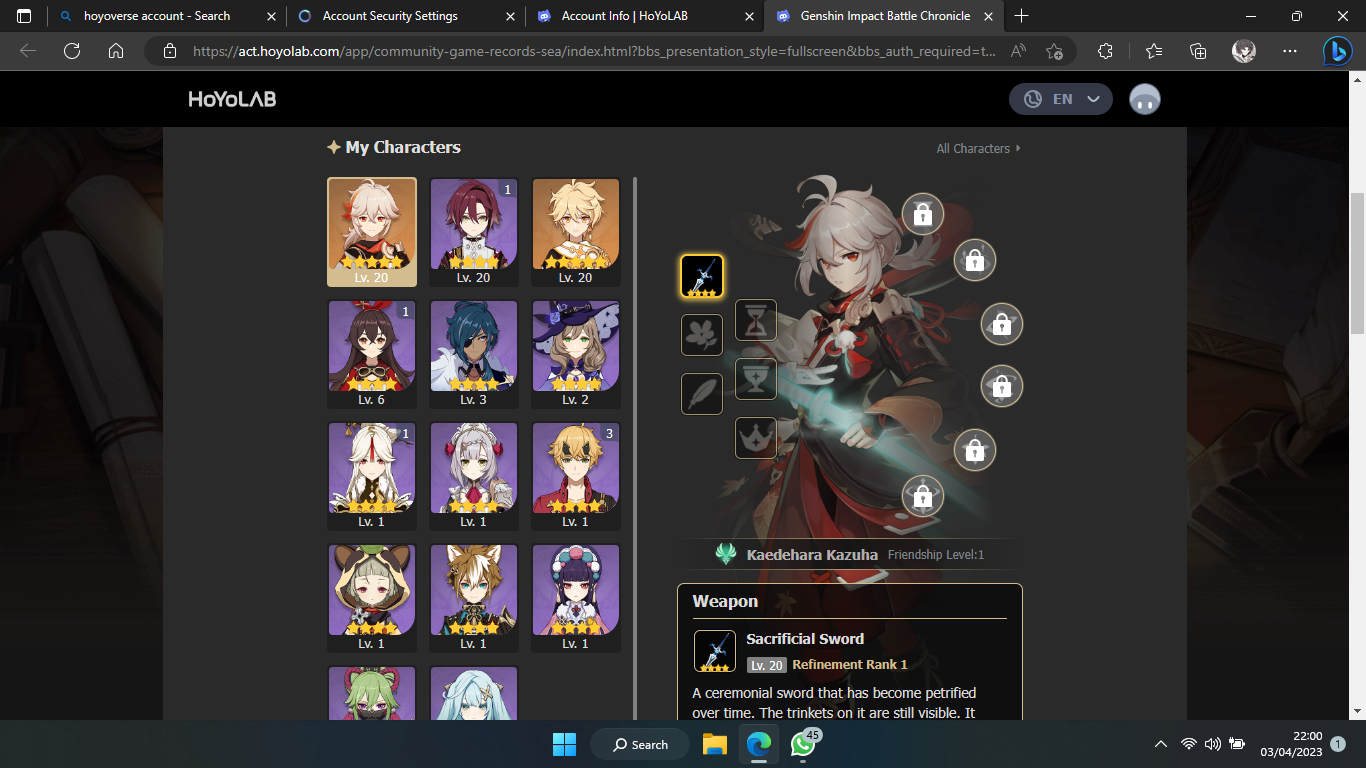 hoyoverse account - Search
Account Security Settings
Account Info | HoYoLAB
Genshin Impact Battle Chronicle
https://act.hoyolab.com/app/community-game-records-sea/index.html?bbs_presentation_style=fullscreen&bbs_auth_required=t...
HoYoLAB
EN
My Characters
All Characters
1
Lv. 20
Lv. 20
Lv. 20
1
Lv. 6
Lv. 3
Lv. 2
1
3
Lv. 1
Lv. 1
Lv. 1
Lv. 1
Lv. 1
Lv. 1
Kaedehara Kazuha
Friendship Level:1
Weapon
Sacrificial Sword
Lv. 20 Refinement Rank 1
A ceremonial sword that has become petrified
over time. The trinkets on it are still visible. It
Search
45
22:00
03/04/2023
1